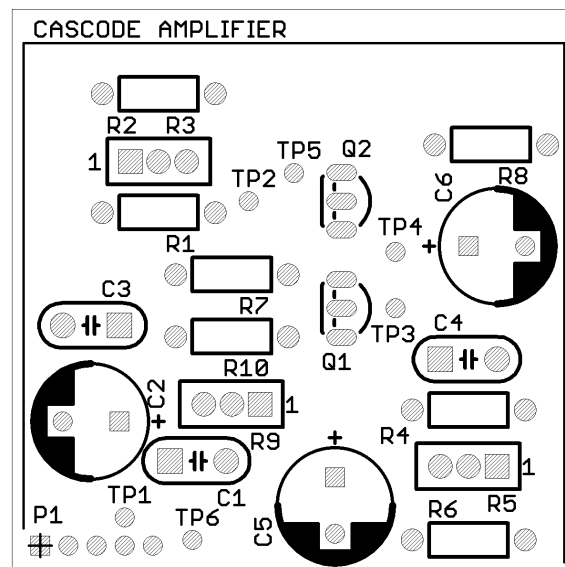 CASCODE AMPLIFIER
R2 R3
1
TP5 Q2
TP2
C6
R8
R1
TP4
+
C3
R7
TP3
C4
Q1
R10
C2
1
+
R9
R4
+
1
C1
TP1
R6 R5
P1
TP6
C5